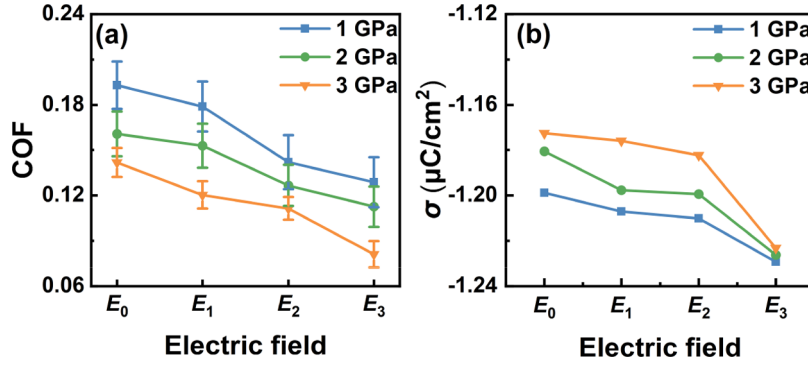 (a)
1 GPa
2 GPa
3 GPa
COF
0.24
0.18
0.12
0.06
E₀ E₁ E₂ E₃
Electric field
(b)
1 GPa
2 GPa
3 GPa
σ (μC/cm²)
-1.12
-1.16
-1.20
-1.24
E₀ E₁ E₂ E₃
Electric field